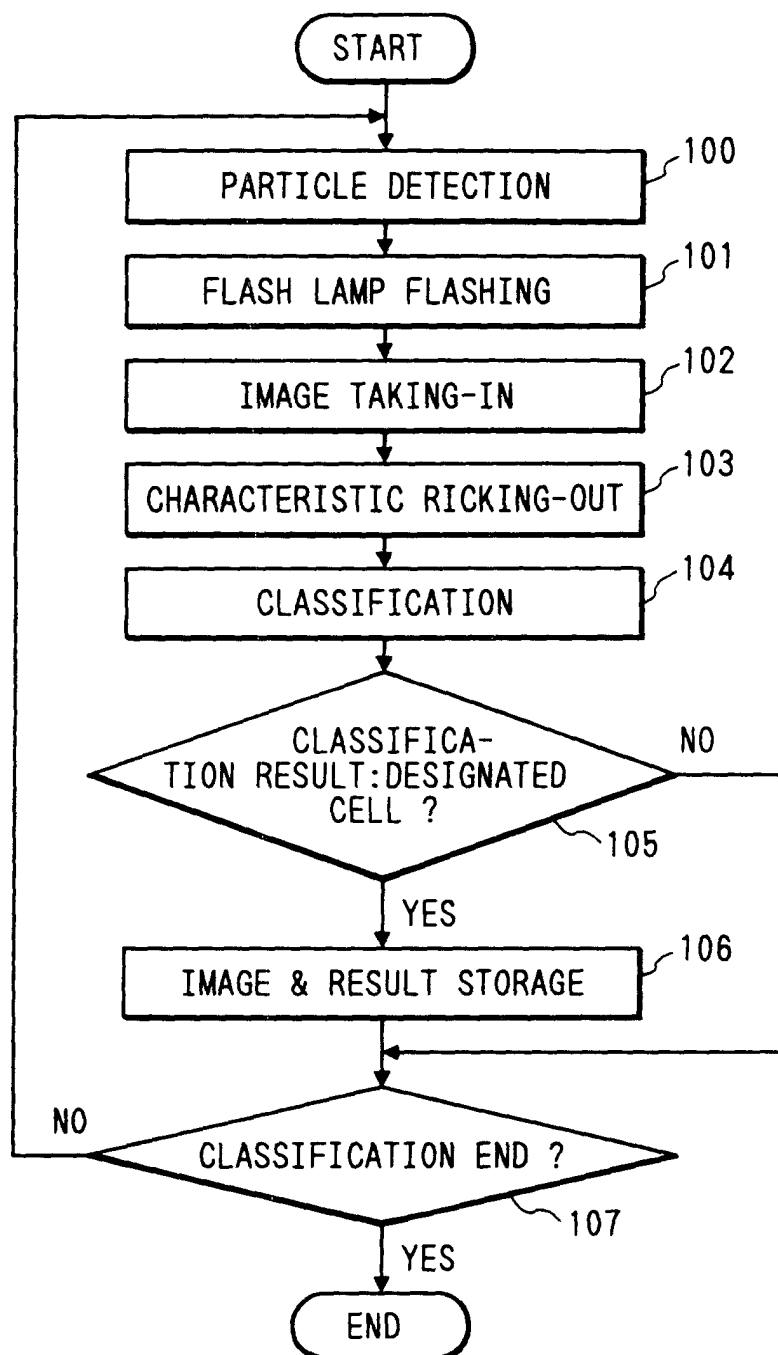 START
PARTICLE DETECTION
100
FLASH LAMP FLASHING
101
IMAGE TAKING-IN
102
CHARACTERISTIC RICKING-OUT
103
CLASSIFICATION
104
CLASSIFICA-
TION RESULT:DESIGNATED
CELL ?
NO
105
YES
IMAGE & RESULT STORAGE
106
NO
CLASSIFICATION END ?
107
YES
END